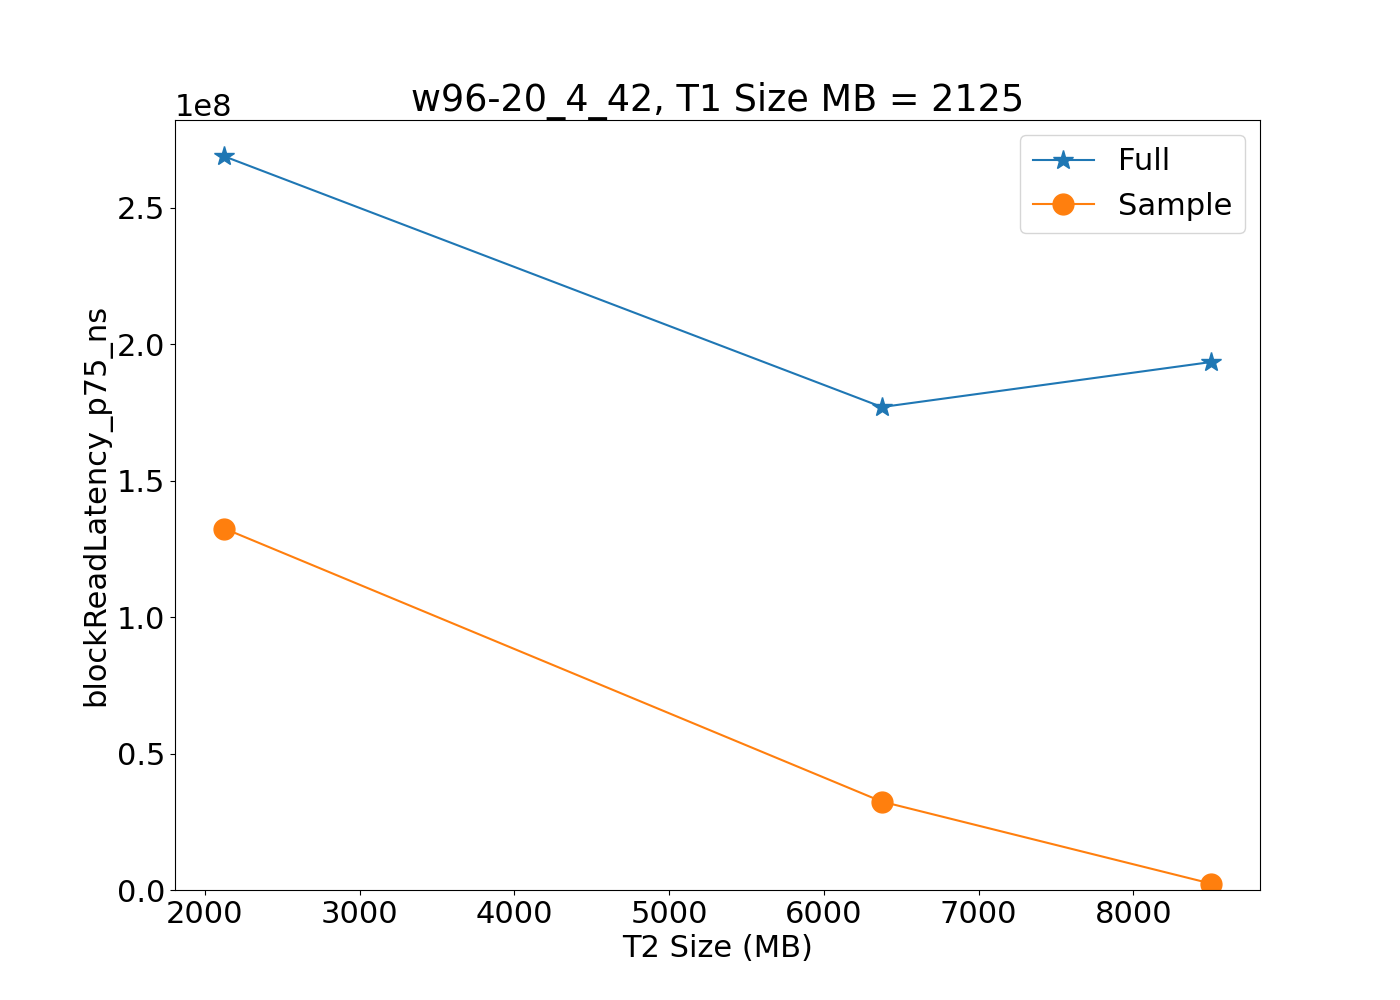 w96-20_4_42, T1 Size MB = 2125
1e8
Full
Sample
2.5
2.0
1.5
1.0
0.5
0.0
blockReadLatency_p75_ns
2000 3000 4000 5000 6000 7000 8000
T2 Size (MB)